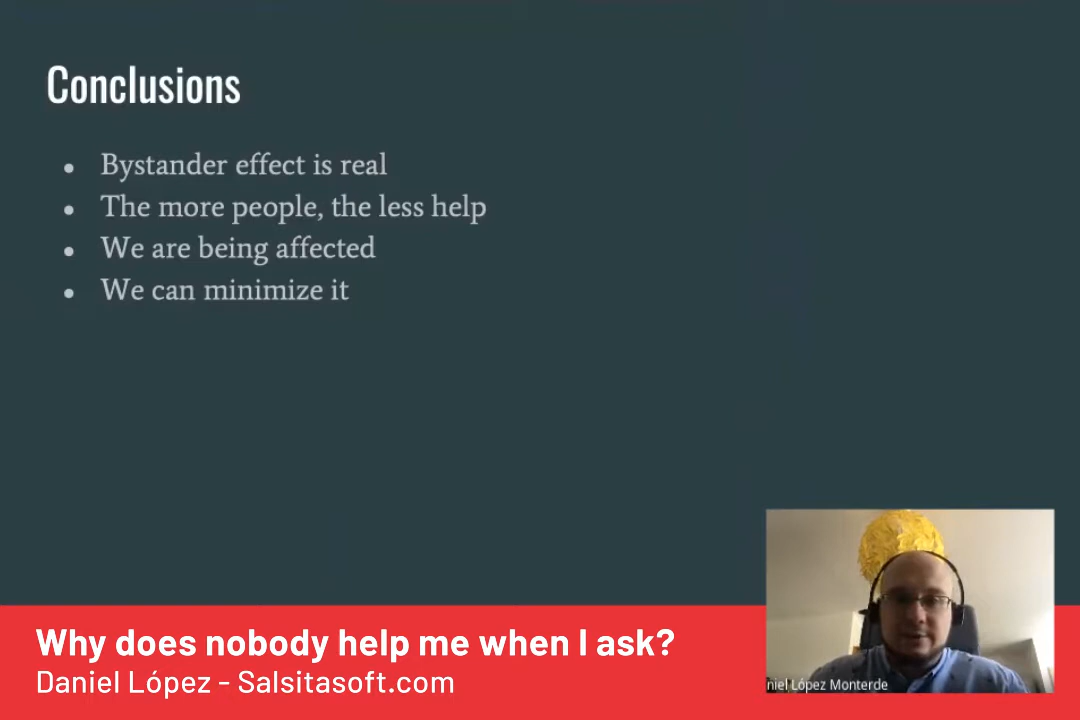 Conclusions
Bystander effect is real
The more people, the less help
We are being affected
We can minimize it
Why does nobody help me when I ask?
Daniel López - Salsitasoft.com
niel López Monterde